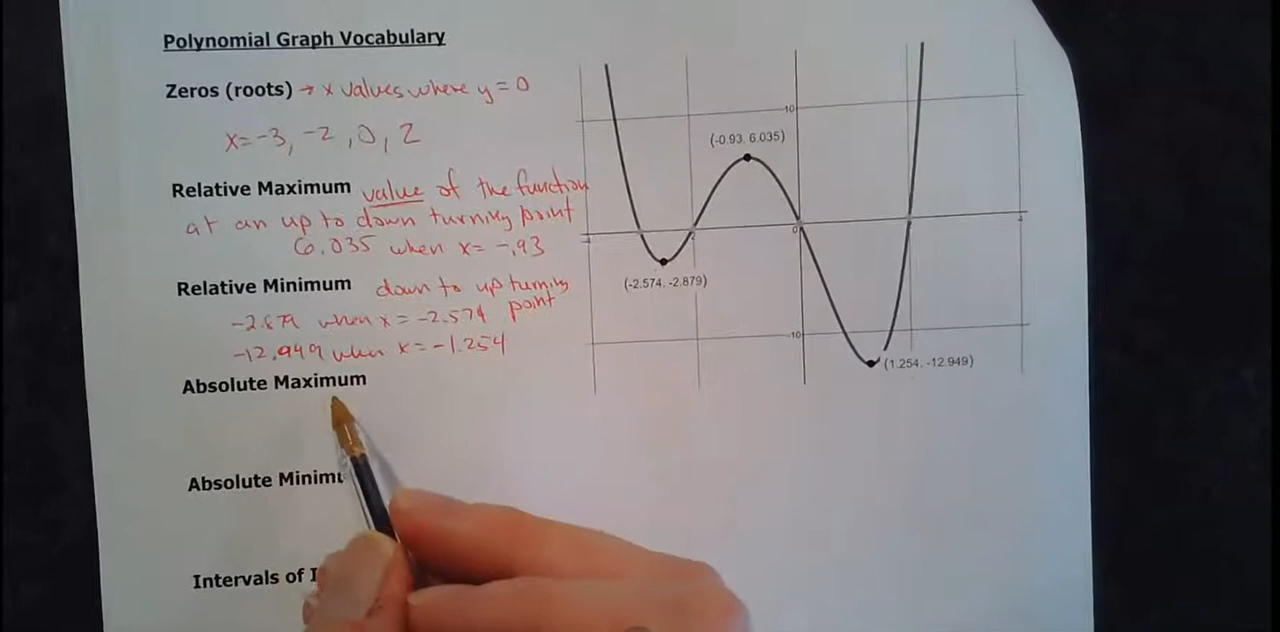 Polynomial Graph Vocabulary
Zeros (roots) → x values where y = 0
x = -3, -2, 0, 2
Relative Maximum value of the function
at an up to down turning point
6.035 when x = -.93
Relative Minimum down to up turning
point
-2.879 when x = -2.574
-12.949 when x = -1.254
Absolute Maximum
Absolute Minim
Intervals of I
10
(-0.93, 6.035)
0
(-2.574, -2.879)
-10
(1.254, -12.949)